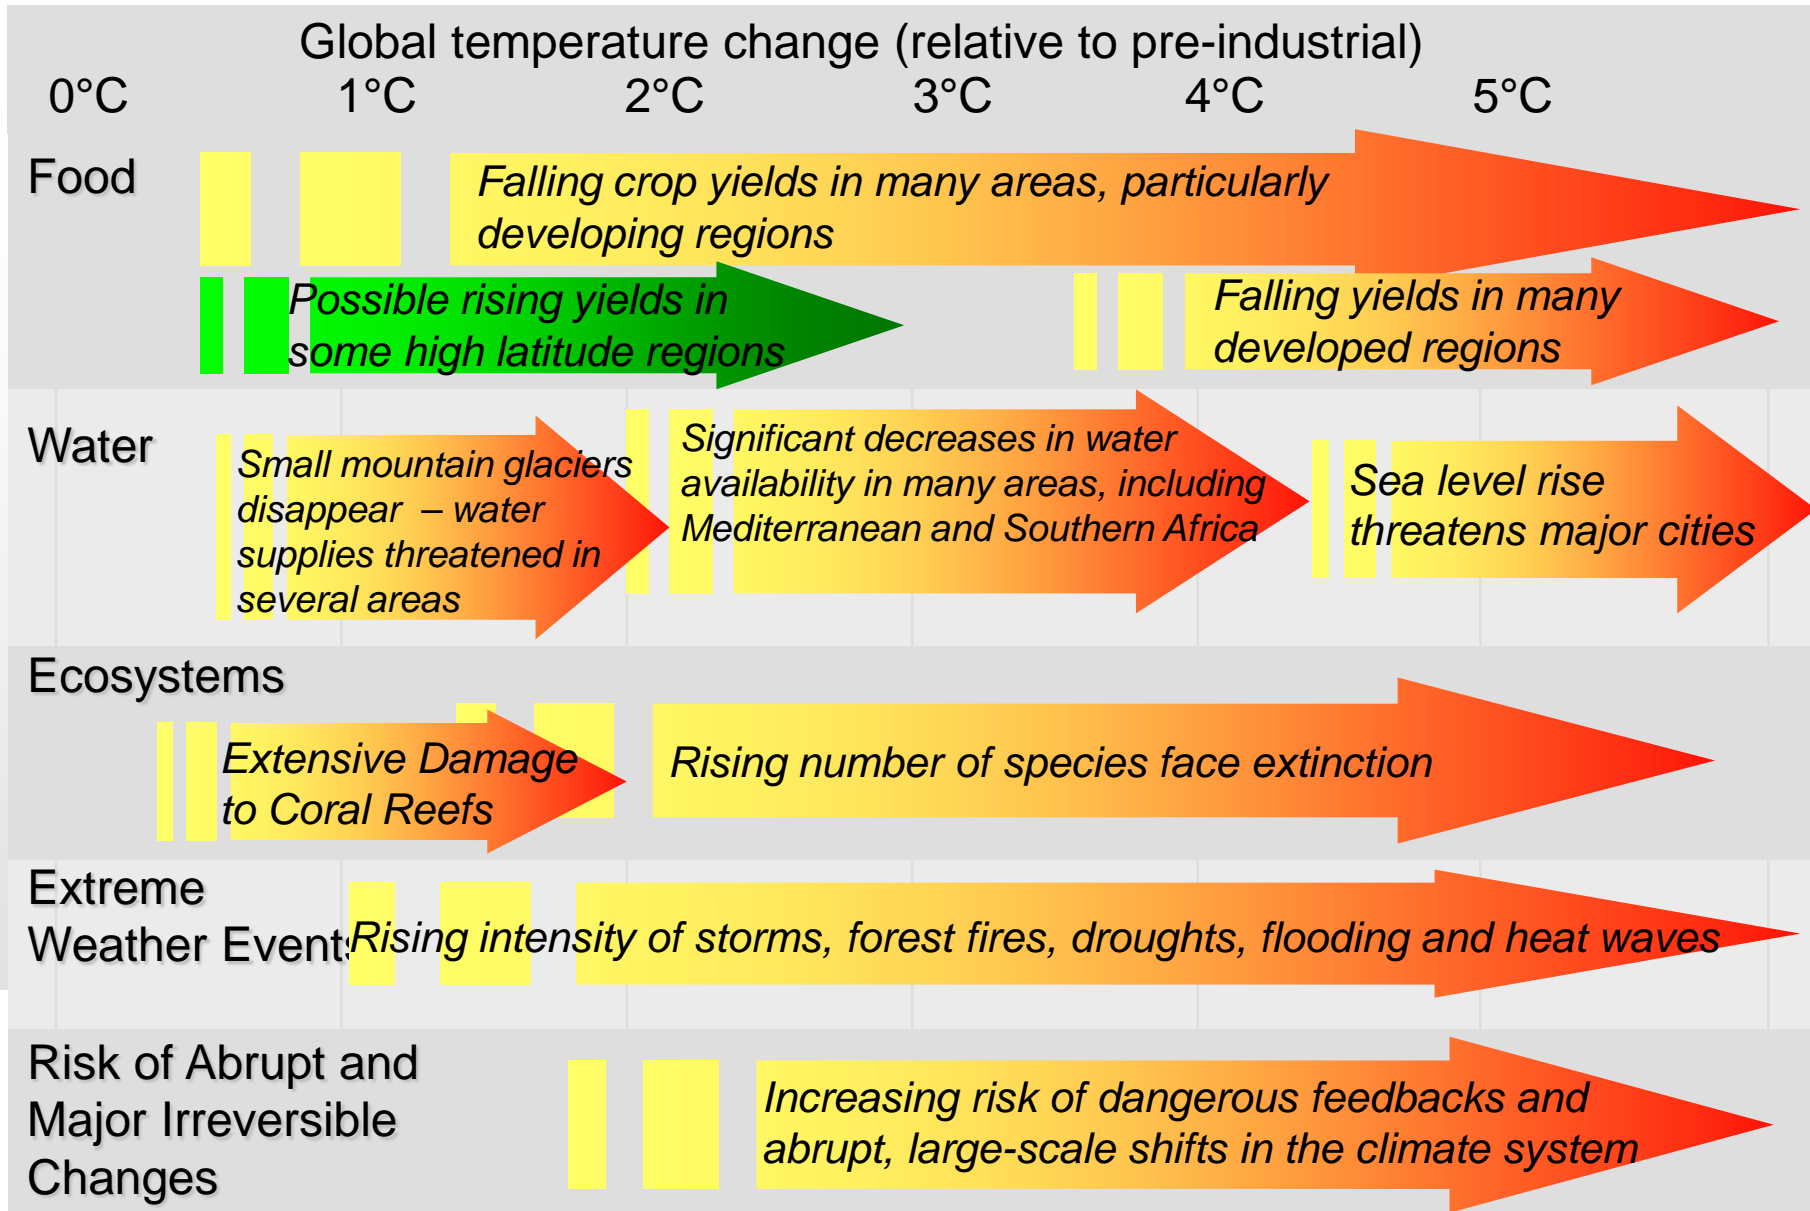 Global temperature change (relative to pre-industrial)
0°C 1°C 2°C 3°C 4°C 5°C
Food
Falling crop yields in many areas, particularly
developing regions
Possible rising yields in
some high latitude regions
Falling yields in many
developed regions
Water
Small mountain glaciers
disappear – water
supplies threatened in
several areas
Significant decreases in water
availability in many areas, including
Mediterranean and Southern Africa
Sea level rise
threatens major cities
Ecosystems
Extensive Damage
to Coral Reefs
Rising number of species face extinction
Extreme
Weather Events
Rising intensity of storms, forest fires, droughts, flooding and heat waves
Risk of Abrupt and
Major Irreversible
Changes
Increasing risk of dangerous feedbacks and
abrupt, large-scale shifts in the climate system